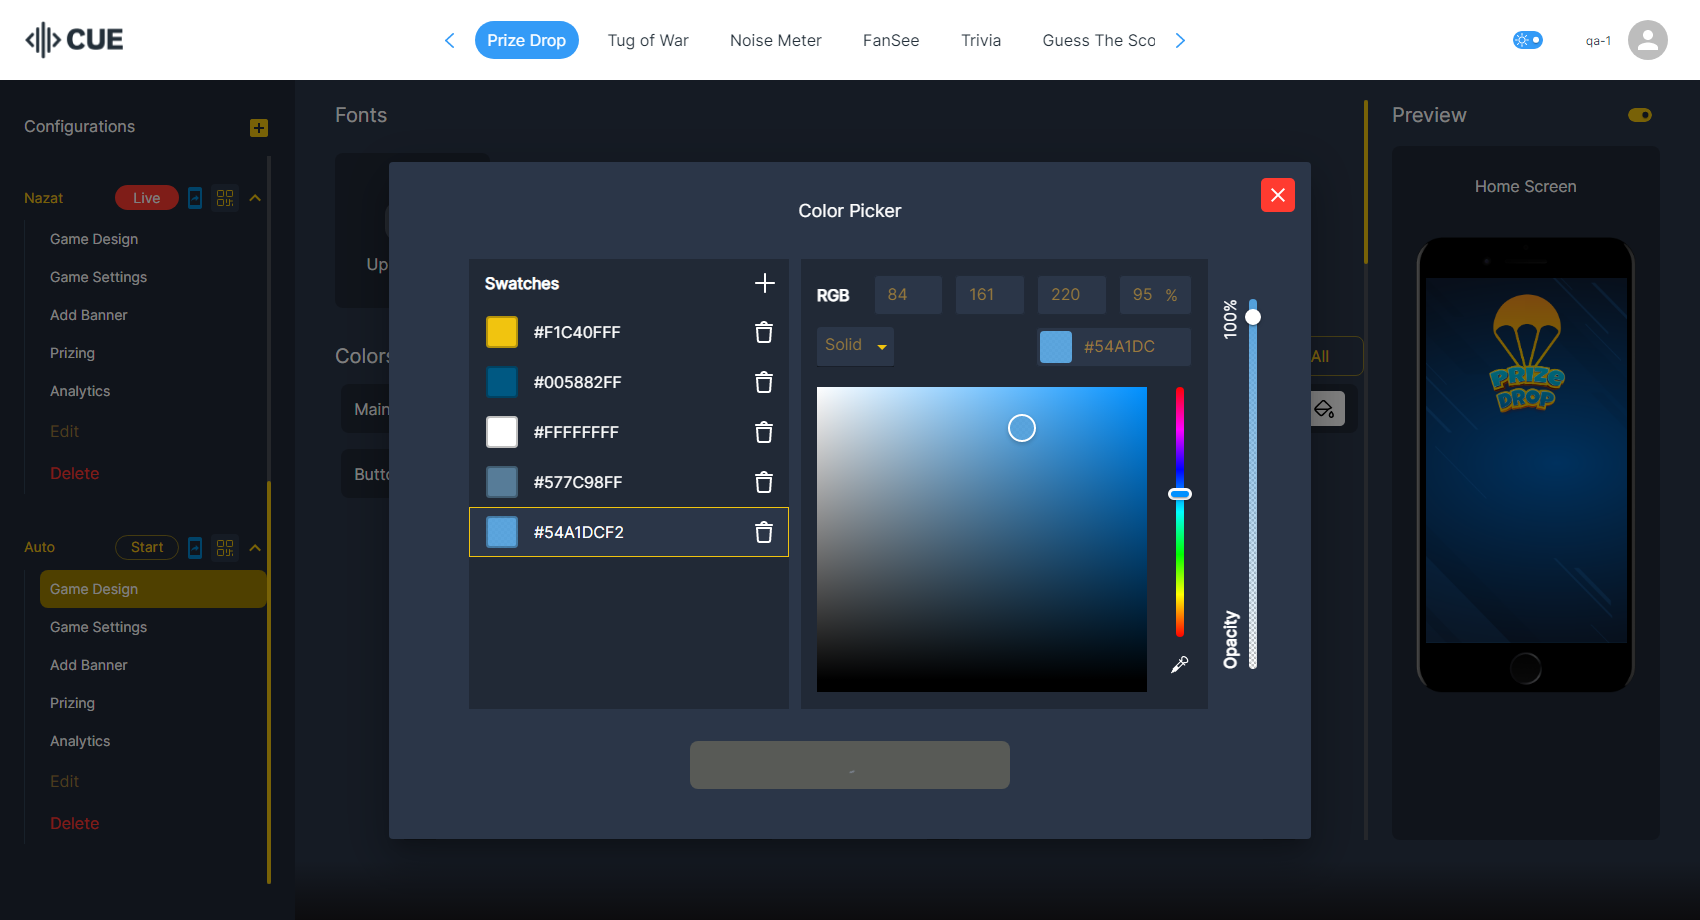 CUE
Prize Drop
Tug of War
Noise Meter
FanSee
Trivia
Guess The Sco
qa-1
Configurations
Nazat
Live
Game Design
Game Settings
Add Banner
Prizing
Analytics
Edit
Delete
Auto
Start
Game Design
Game Settings
Add Banner
Prizing
Analytics
Edit
Delete
Fonts
Up
Colors
Main
Butto
All
Color Picker
Swatches
#F1C40FFF
#005882FF
#FFFFFFFF
#577C98FF
#54A1DCF2
RGB
84
161
220
95 %
Solid
#54A1DC
100%
Opacity
Preview
Home Screen
PRIZE
DROP